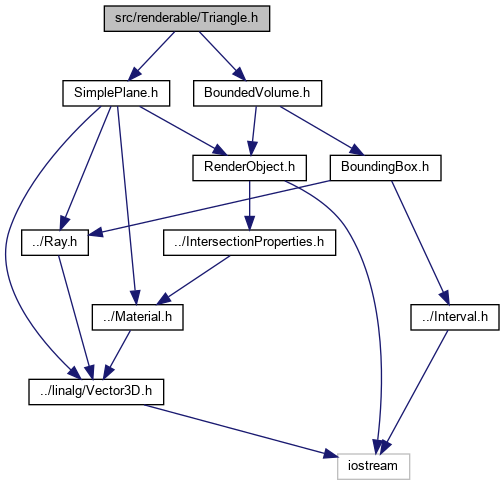 src/renderable/Triangle.h
SimplePlane.h
BoundedVolume.h
RenderObject.h
BoundingBox.h
../Ray.h
../IntersectionProperties.h
../Material.h
../Interval.h
../linalg/Vector3D.h
iostream